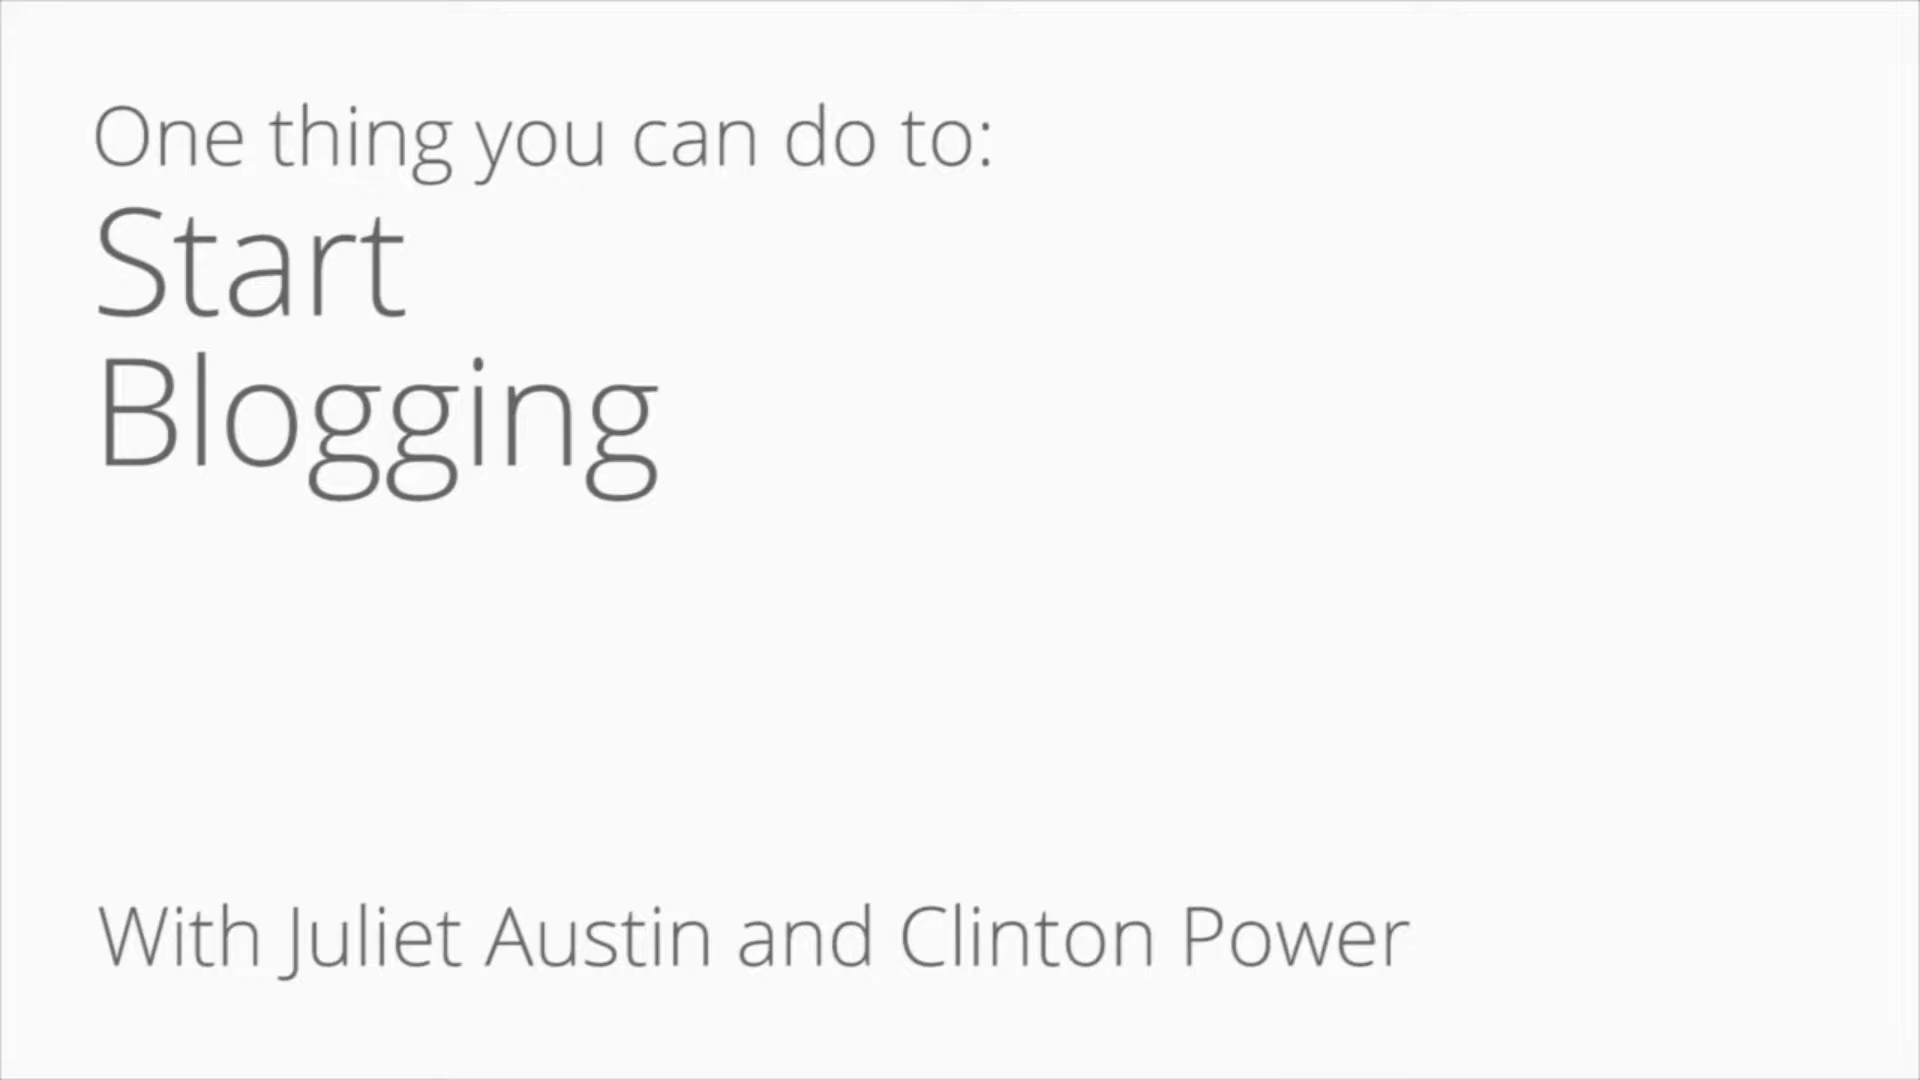 One thing you can do to:
Start
Blogging
With Juliet Austin and Clinton Power